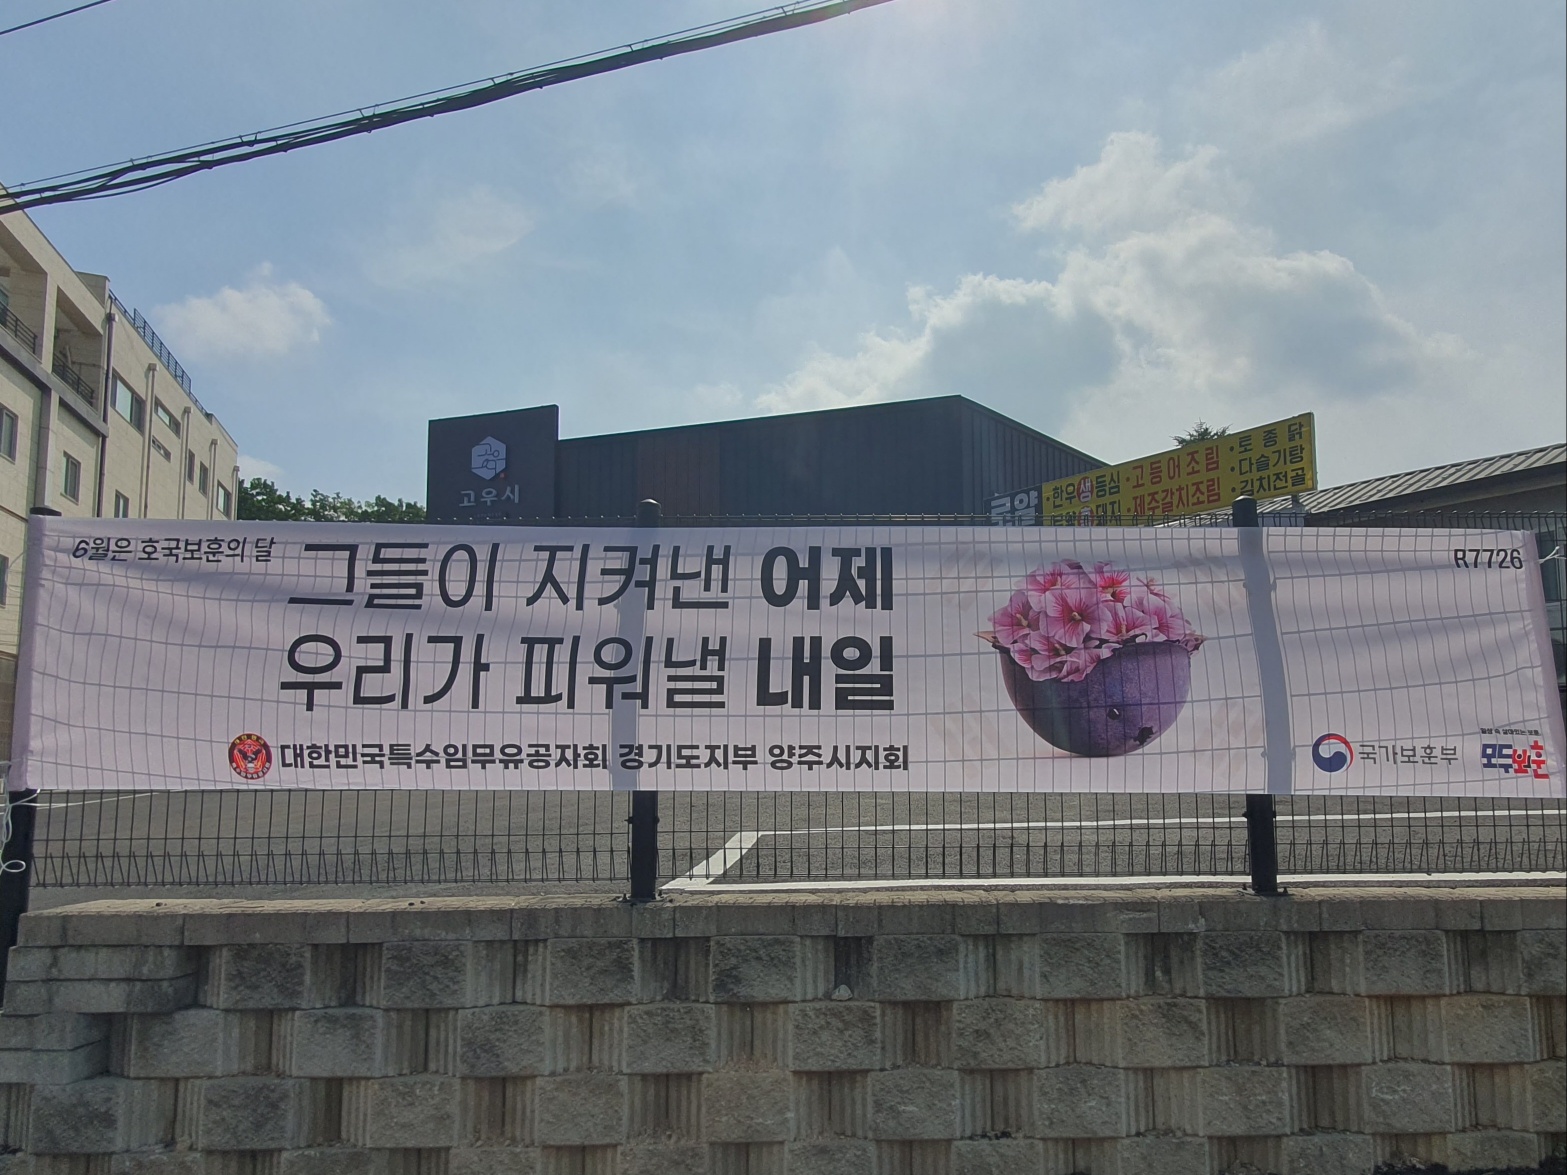 고우시
·한우생등심 ·고등어조림 ·토종닭
제주갈치조림 ·다슬기탕
김치전골
6월은 호국보훈의 달
그들이 지켜낸 어제
우리가 피워낼 내일
대한민국특수임무유공자회 경기도지부 양주시지회
R7726
국가보훈부
모두의보훈